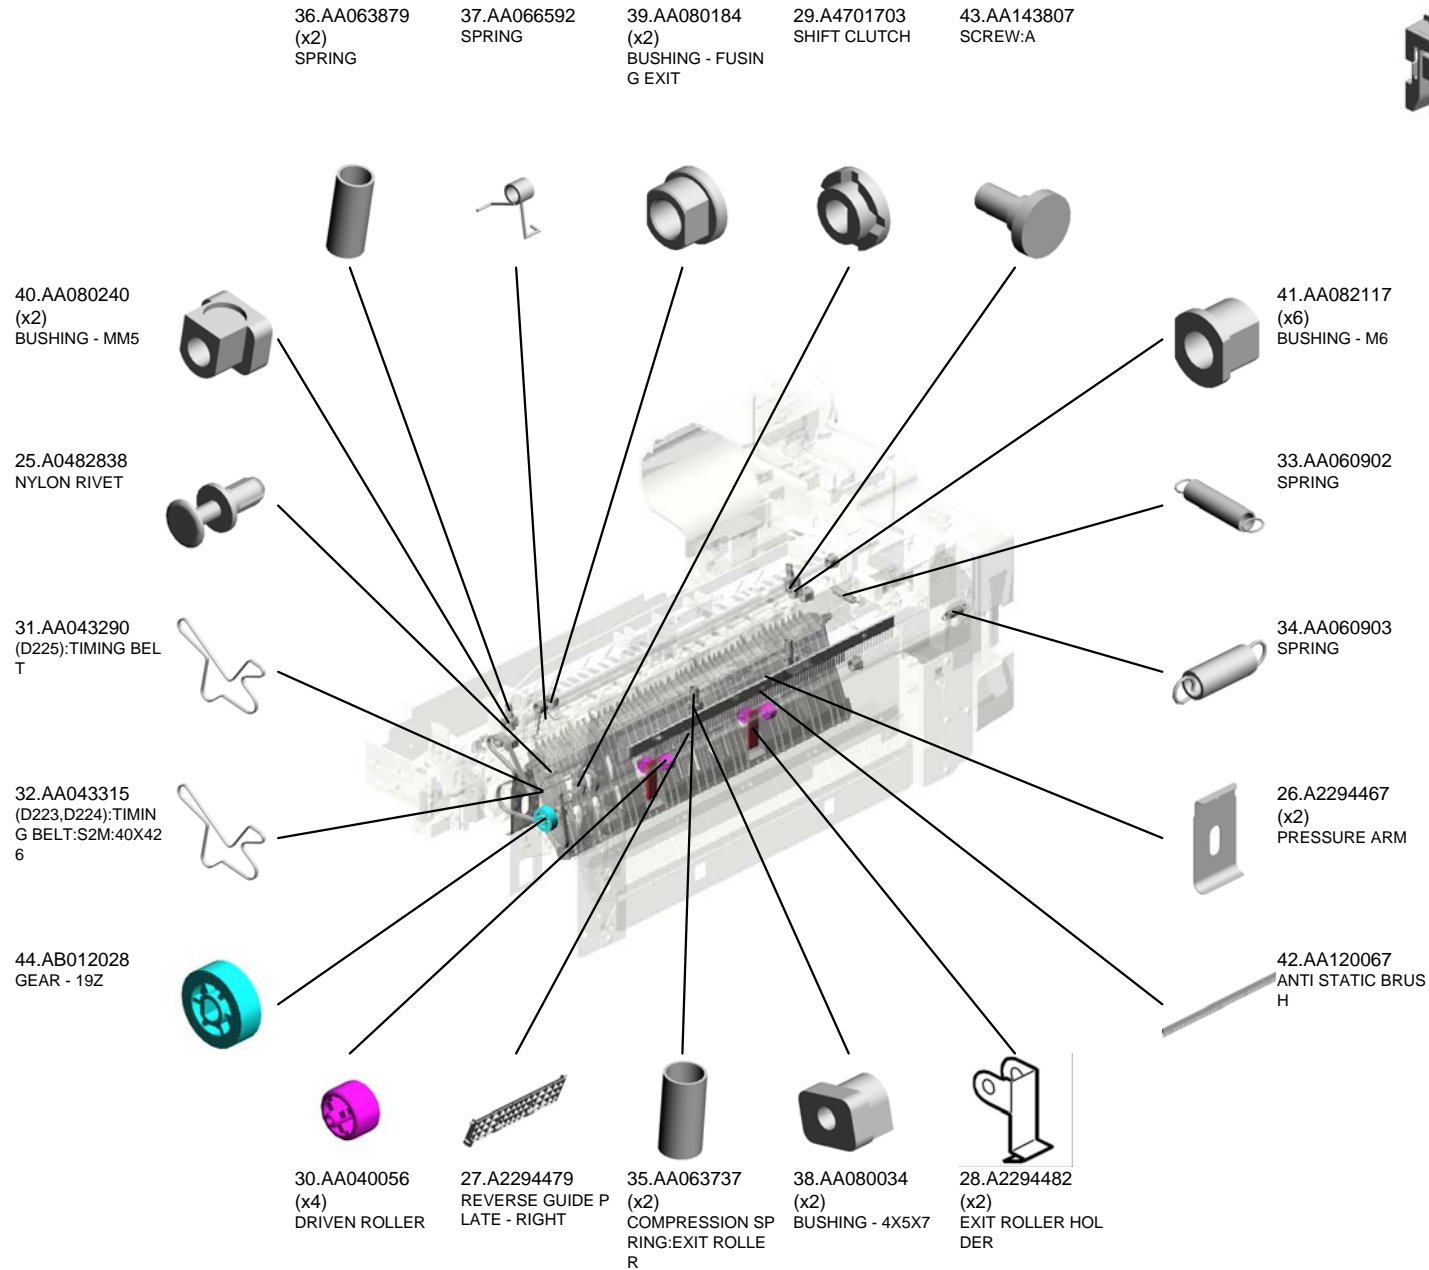 36.AA063879
(x2)
SPRING
37.AA066592
SPRING
39.AA080184
(x2)
BUSHING - FUSIN
G EXIT
29.A4701703
SHIFT CLUTCH
43.AA143807
SCREW:A
40.AA080240
(x2)
BUSHING - MM5
41.AA082117
(x6)
BUSHING - M6
25.A0482838
NYLON RIVET
33.AA060902
SPRING
31.AA043290
(D225):TIMING BEL
T
34.AA060903
SPRING
32.AA043315
(D223,D224):TIMIN
G BELT:S2M:40X42
6
26.A2294467
(x2)
PRESSURE ARM
44.AB012028
GEAR - 19Z
42.AA120067
ANTI STATIC BRUS
H
30.AA040056
(x4)
DRIVEN ROLLER
27.A2294479
REVERSE GUIDE P
LATE - RIGHT
35.AA063737
(x2)
COMPRESSION SP
RING:EXIT ROLLE
R
38.AA080034
(x2)
BUSHING - 4X5X7
28.A2294482
(x2)
EXIT ROLLER HOL
DER